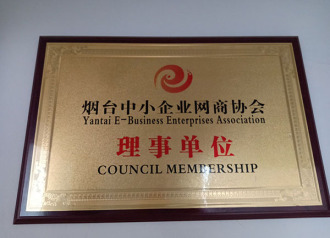 烟台中小企业网商协会
Yantai E-Business Enterprises Association
理事单位
COUNCIL MEMBERSHIP